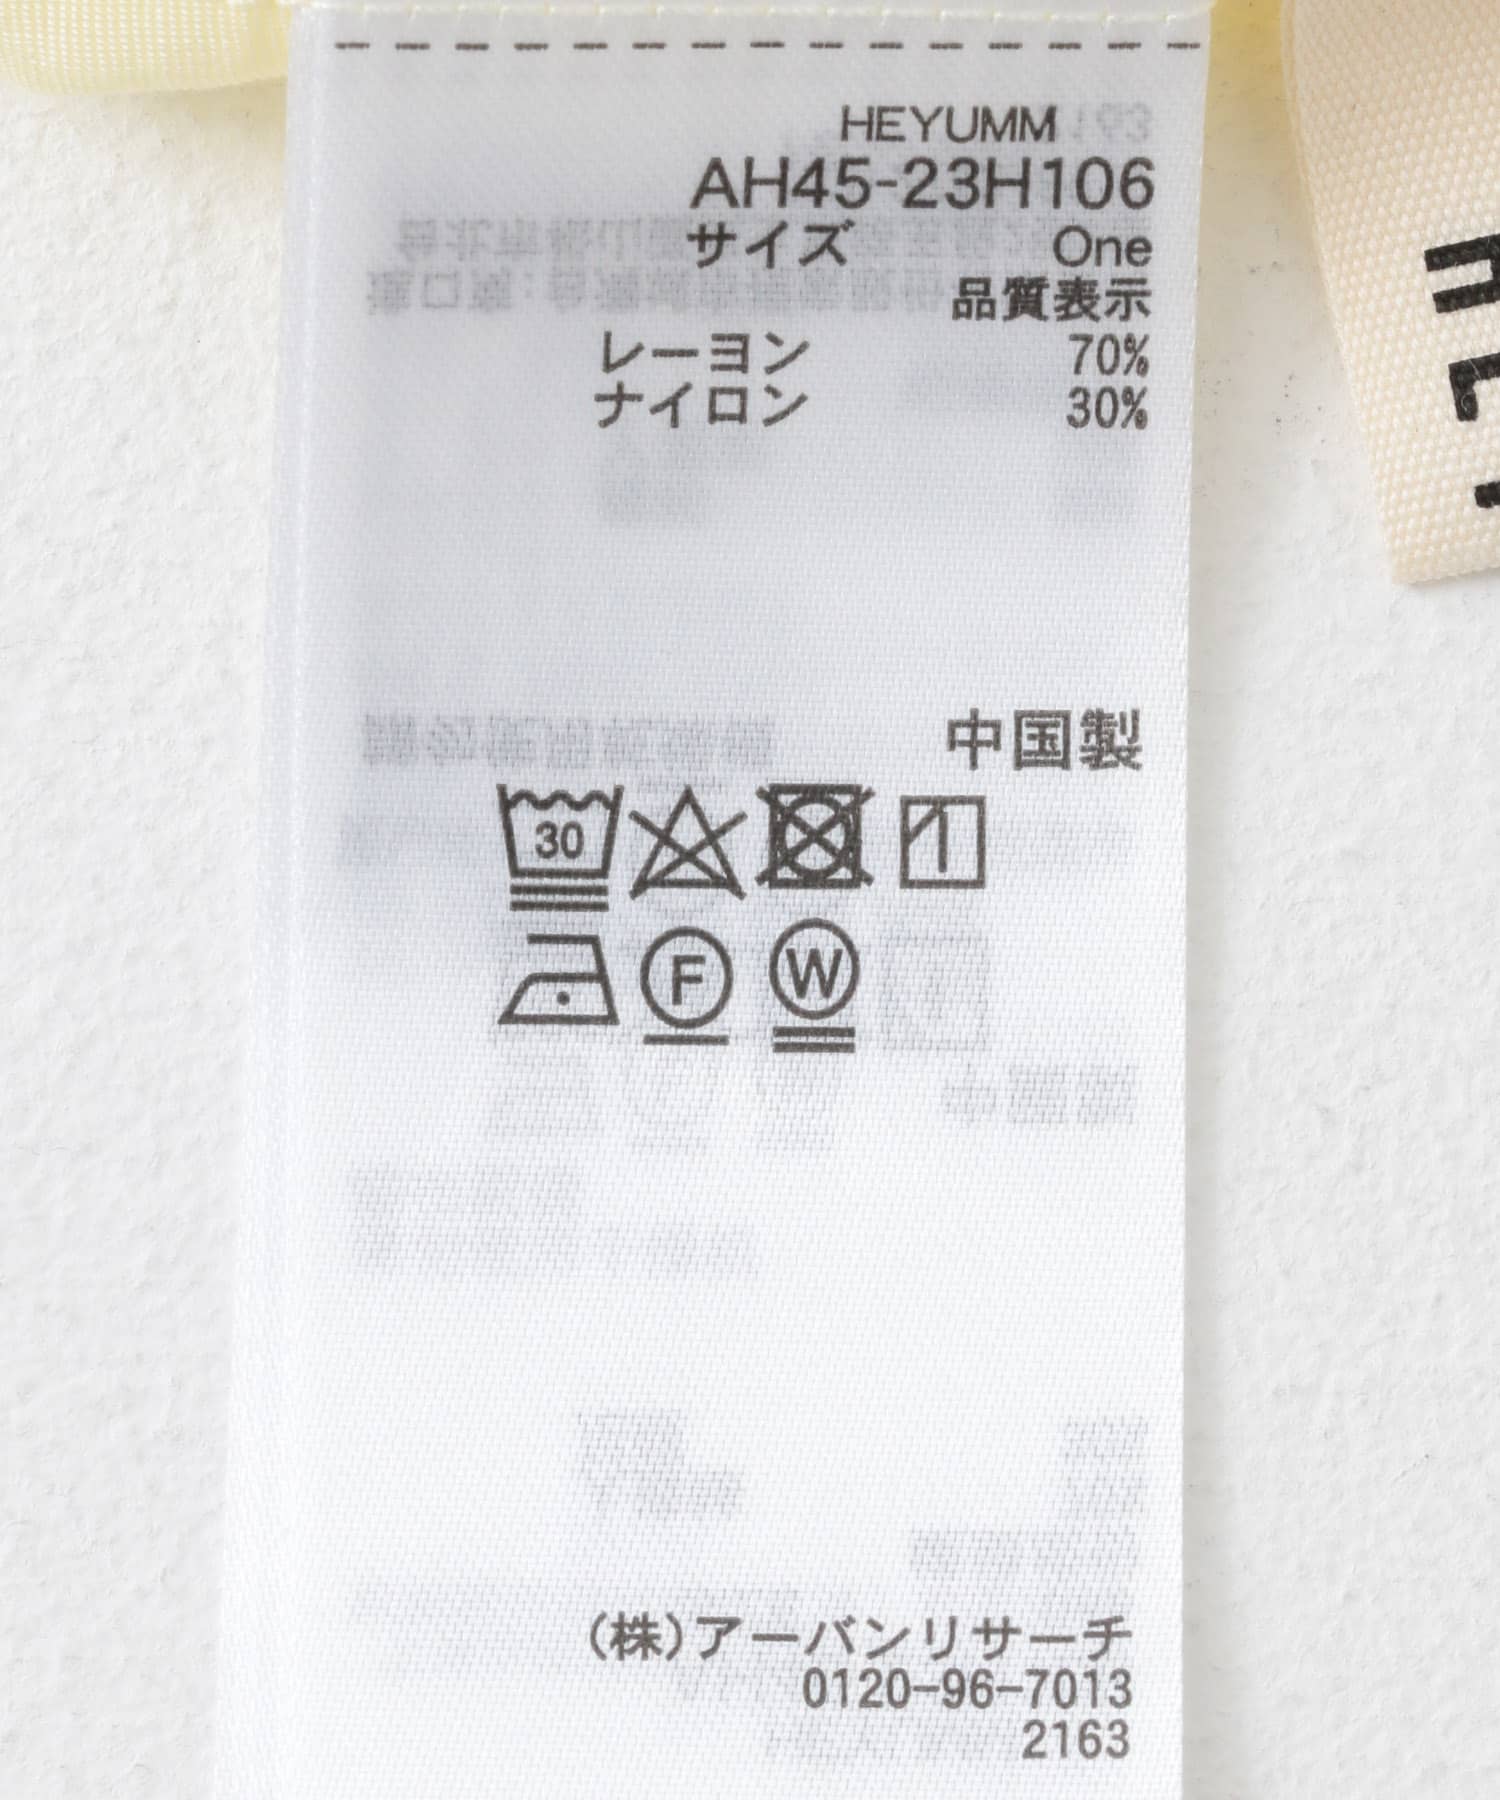 HEYUMM
AH45-23H106
サイズ One
品質表示
レーヨン 70%
ナイロン 30%
中国製
30
F W
(株)アーバンリサーチ
0120-96-7013
2163